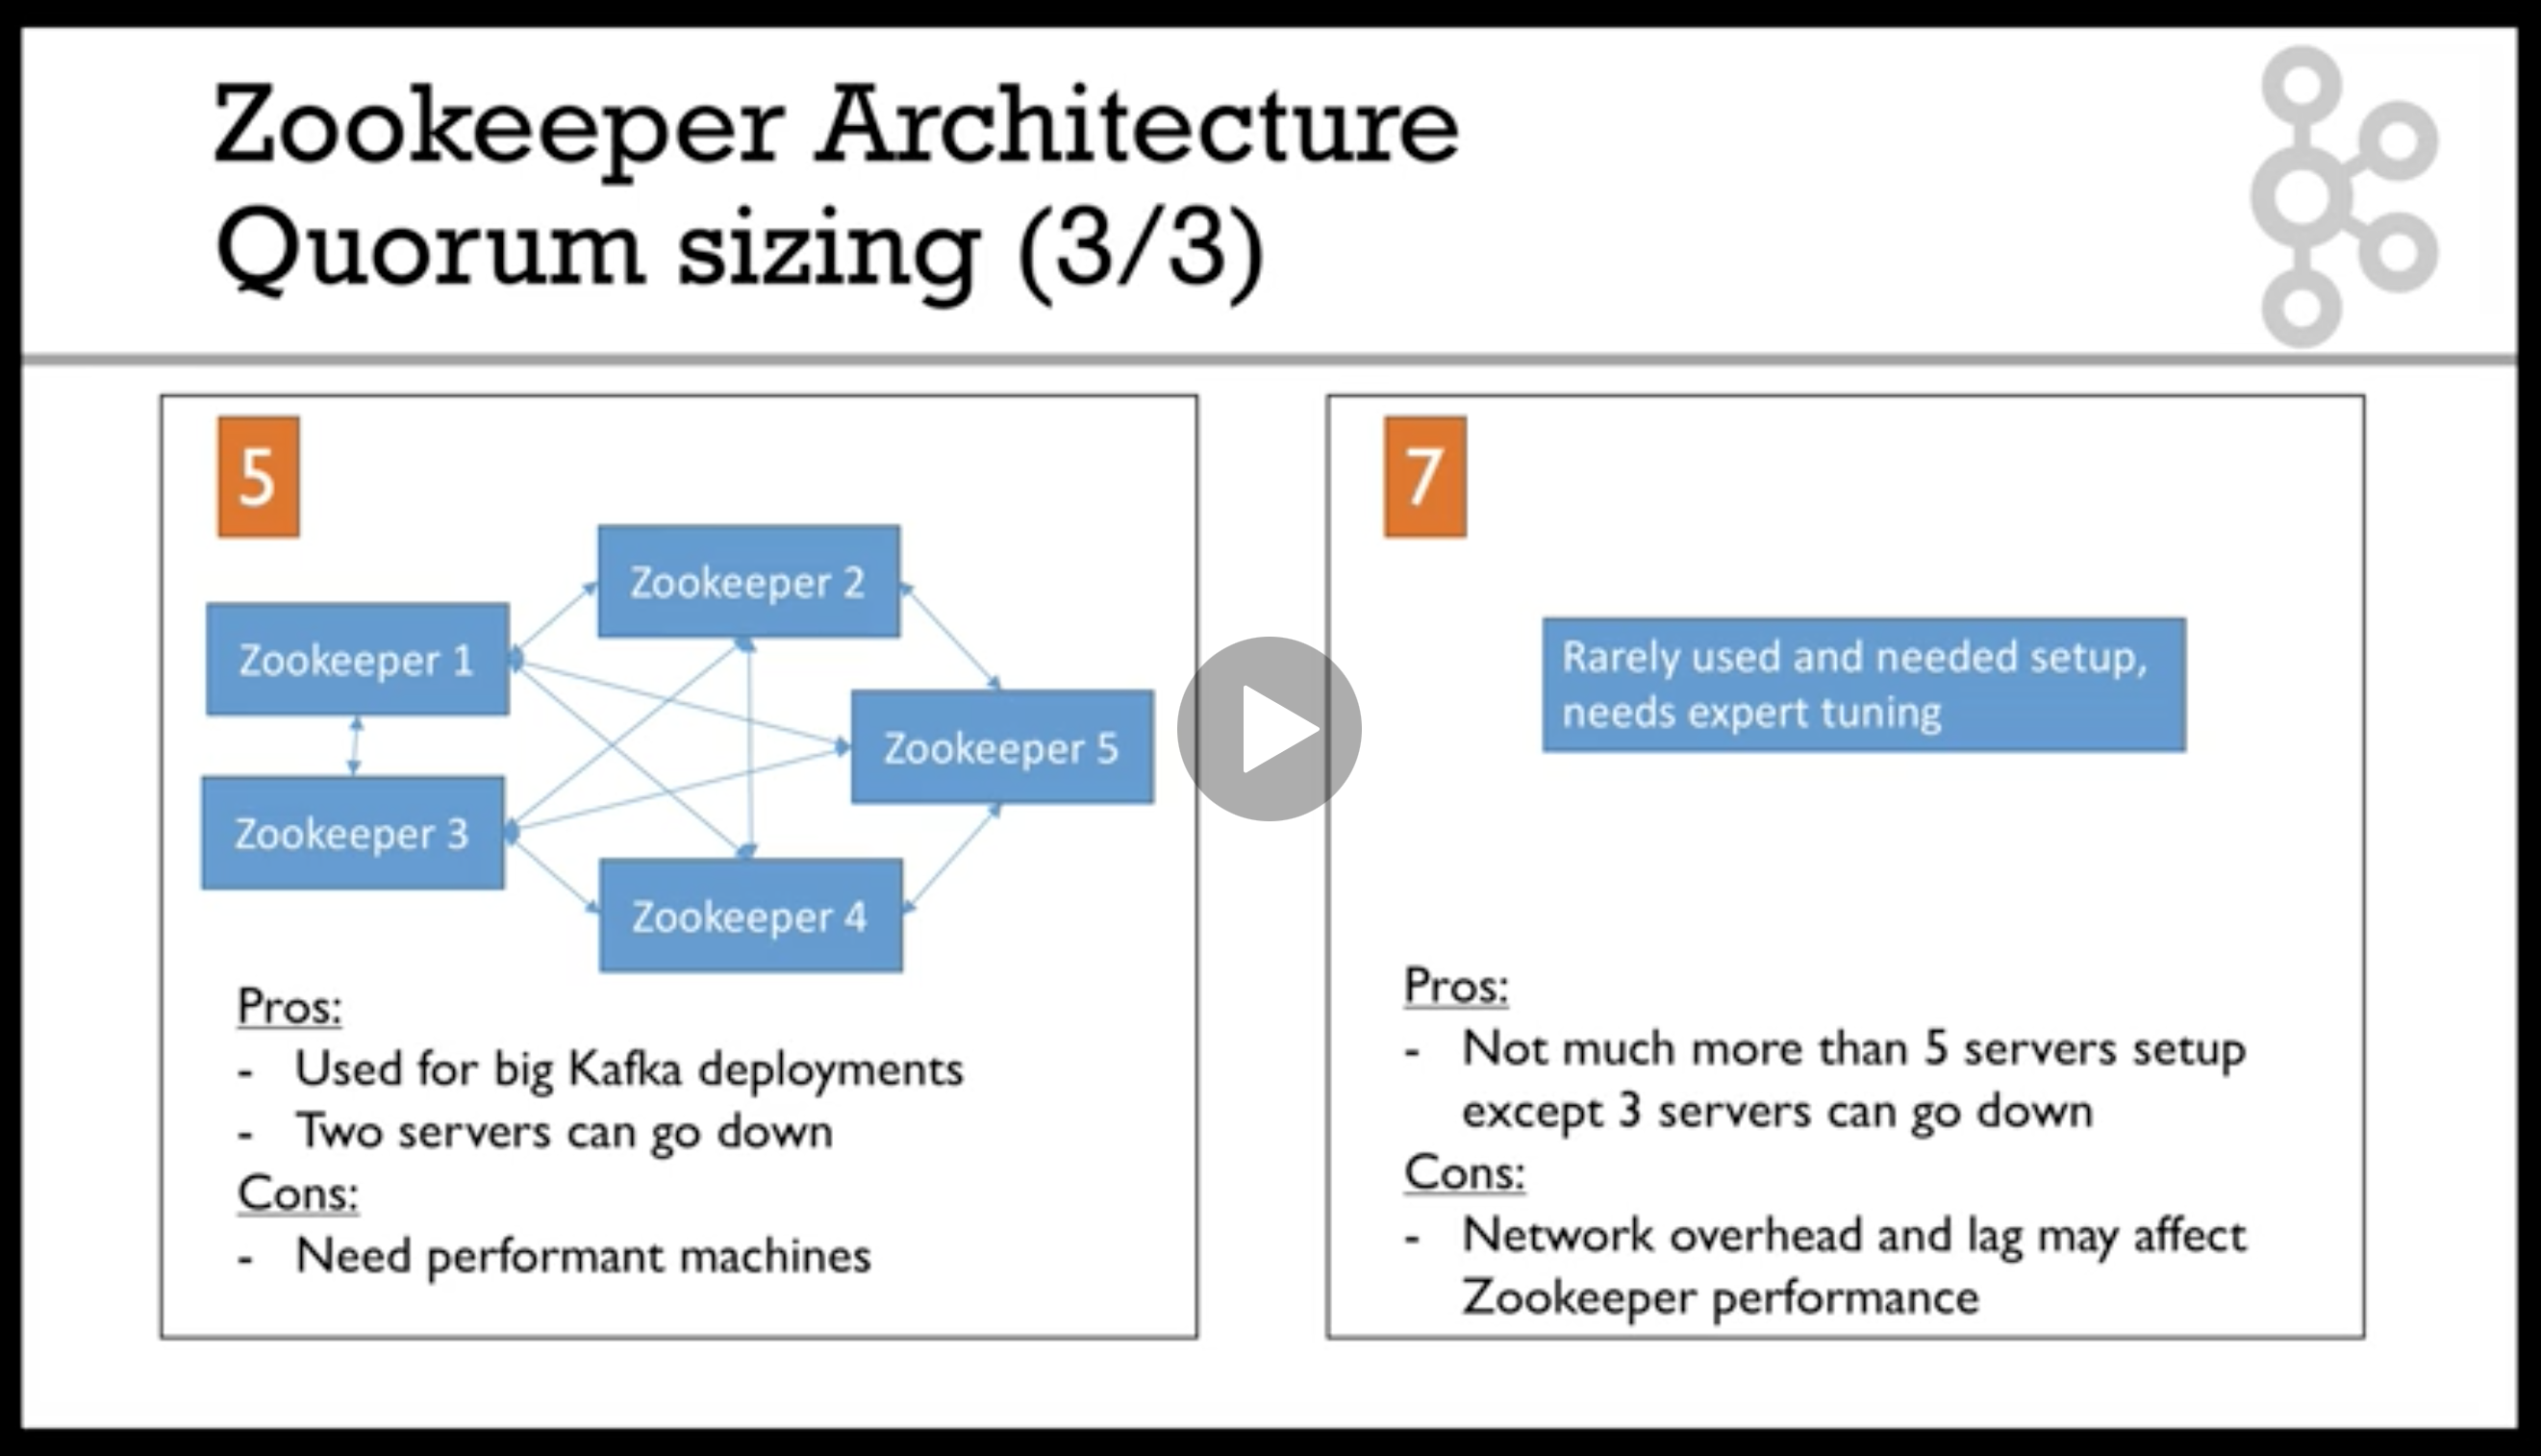 Zookeeper Architecture
Quorum sizing (3/3)
5
Zookeeper 2
Zookeeper 1
Zookeeper 5
Zookeeper 3
Zookeeper 4
Pros:
- Used for big Kafka deployments
- Two servers can go down
Cons:
- Need performant machines
7
Rarely used and needed setup,
needs expert tuning
Pros:
- Not much more than 5 servers setup
except 3 servers can go down
Cons:
- Network overhead and lag may affect
Zookeeper performance